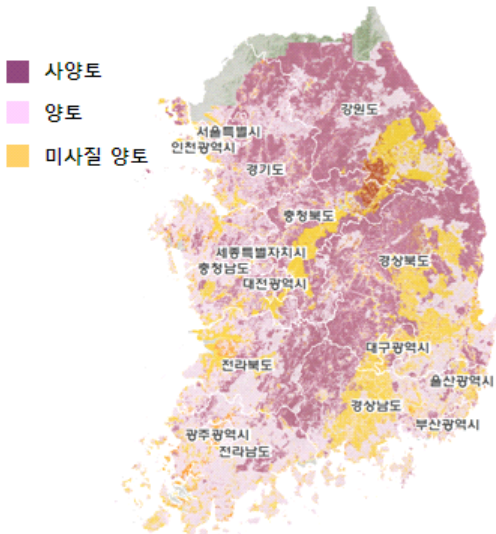 사양토
양토
미사질 양토
강원도
서울특별시
인천광역시
경기도
충청북도
세종특별자치시
충청남도
경상북도
대전광역시
대구광역시
전라북도
울산광역시
경상남도
부산광역시
광주광역시
전라남도